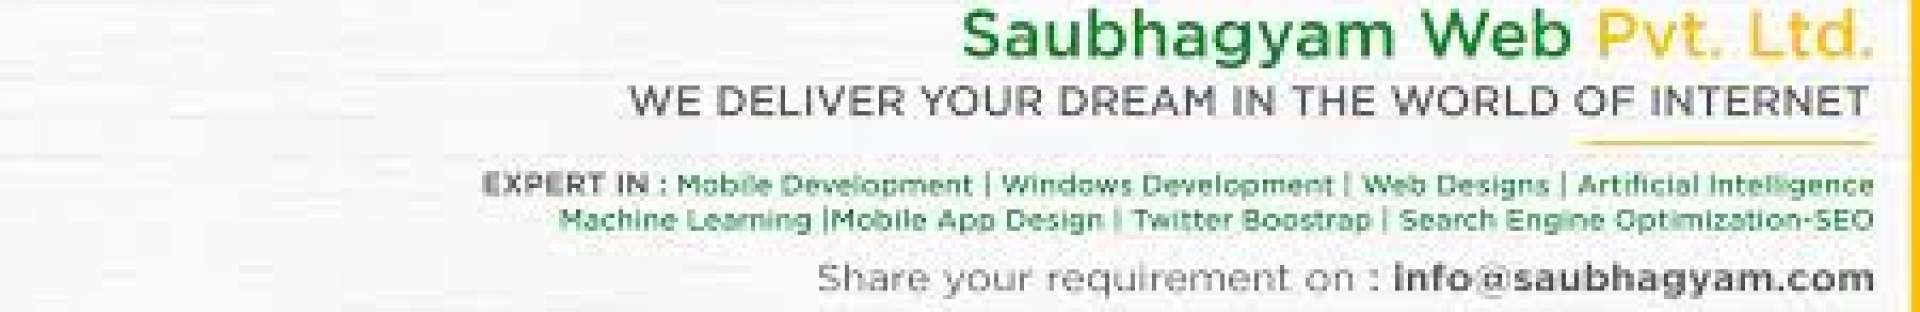 Saubhagyam Web Pvt. Ltd.
WE DELIVER YOUR DREAM IN THE WORLD OF INTERNET
EXPERT IN : Mobile Development | Windows Development | Web Designs | Artificial Intelligence
Machine Learning |Mobile App Design | Twitter Boostrap | Search Engine Optimization-SEO
Share your requirement on : info@saubhagyam.com